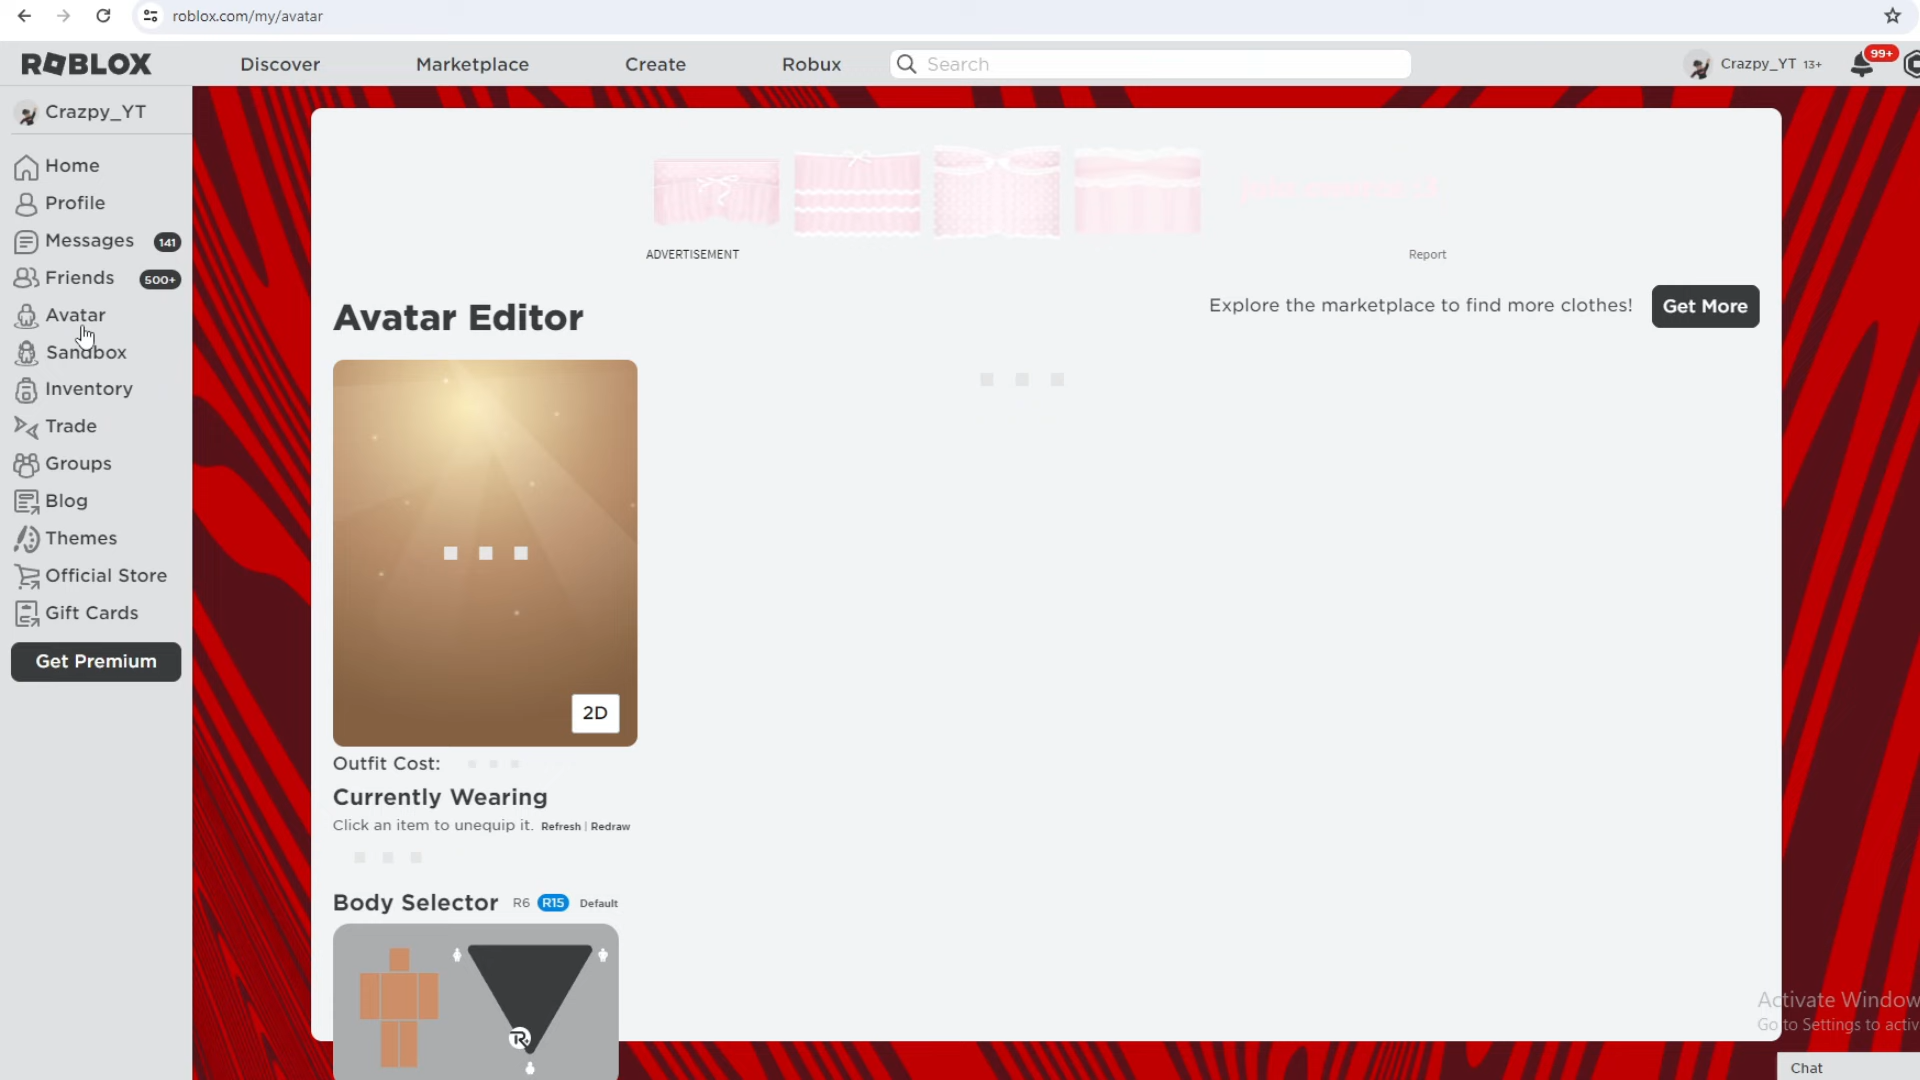 roblox.com/my/avatar
ROBLOX
Discover
Marketplace
Create
Robux
Search
Crazpy_YT 13+
99+
Crazpy_YT
Home
Profile
Messages 141
Friends 500+
Avatar
Sandbox
Inventory
Trade
Groups
Blog
Themes
Official Store
Gift Cards
Get Premium
ADVERTISEMENT
Report
Avatar Editor
Explore the marketplace to find more clothes!
Get More
2D
Outfit Cost:
Currently Wearing
Click an item to unequip it. Refresh | Redraw
Body Selector R6 R15 Default
Activate Window
Go to Settings to activ
Chat